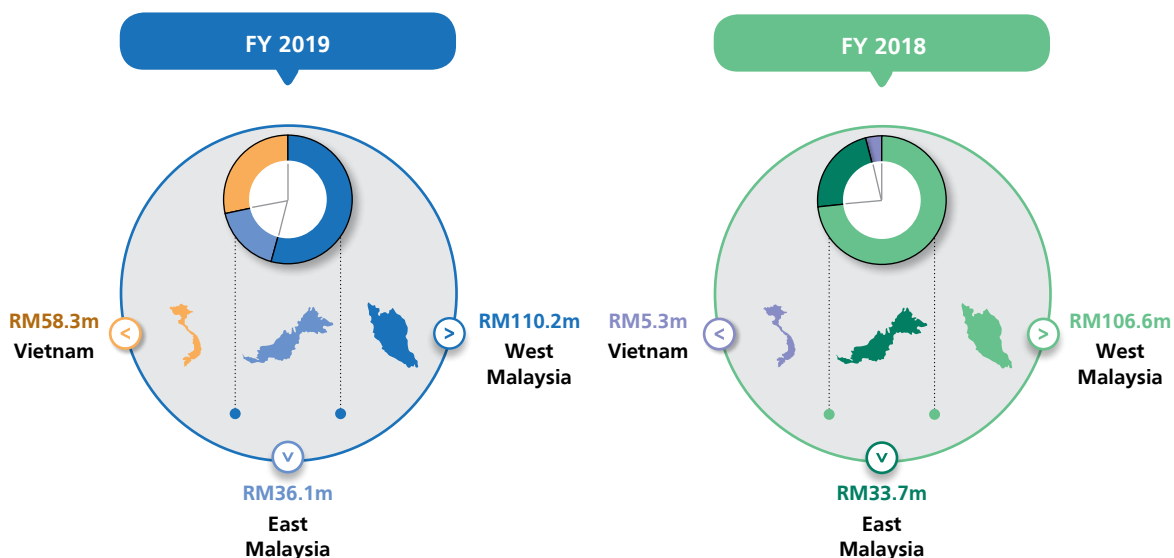 FY 2019
RM58.3m
Vietnam
RM110.2m
West
Malaysia
RM36.1m
East
Malaysia
FY 2018
RM5.3m
Vietnam
RM106.6m
West
Malaysia
RM33.7m
East
Malaysia